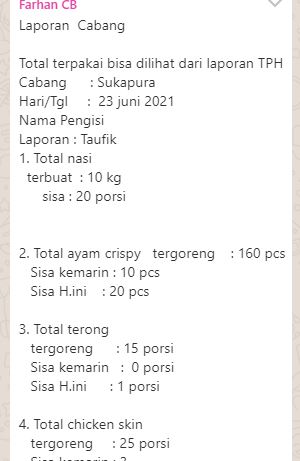 Farhan CB
Laporan Cabang
Total terpakai bisa dilihat dari laporan TPH
Cabang : Sukapura
Hari/Tgl : 23 juni 2021
Nama Pengisi
Laporan : Taufik
1. Total nasi
terbuat : 10 kg
sisa : 20 porsi
2. Total ayam crispy tergoreng : 160 pcs
Sisa kemarin : 10 pcs
Sisa H.ini : 20 pcs
3. Total terong
tergoreng : 15 porsi
Sisa kemarin : 0 porsi
Sisa H.ini : 1 porsi
4. Total chicken skin
tergoreng : 25 porsi
Sisa kemarin :